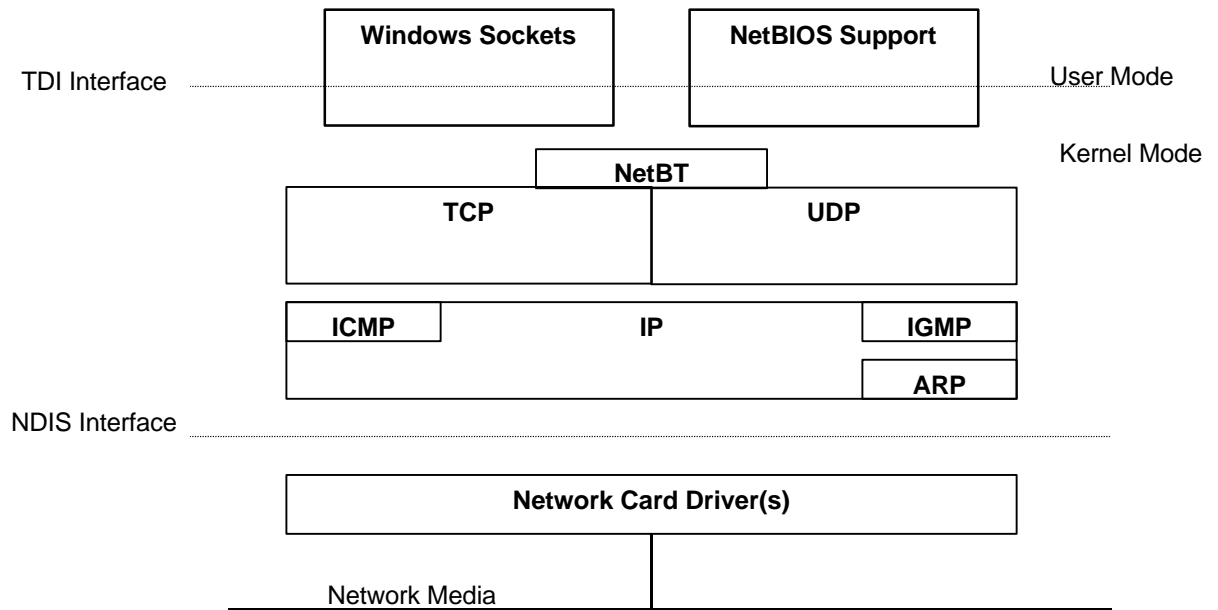 Windows Sockets
NetBIOS Support
TDI Interface
User Mode
Kernel Mode
NetBT
TCP
UDP
ICMP
IP
IGMP
ARP
NDIS Interface
Network Card Driver(s)
Network Media